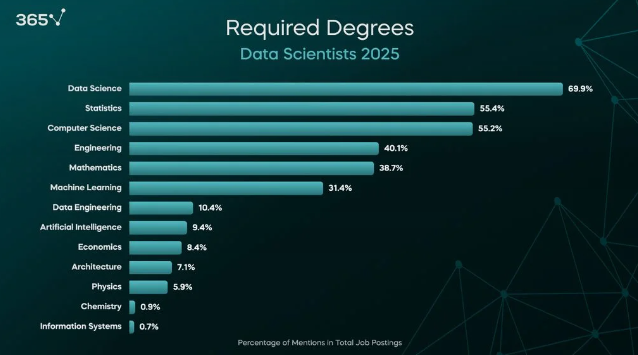 365
Required Degrees
Data Scientists 2025
Data Science 69.9%
Statistics 55.4%
Computer Science 55.2%
Engineering 40.1%
Mathematics 38.7%
Machine Learning 31.4%
Data Engineering 10.4%
Artificial Intelligence 9.4%
Economics 8.4%
Architecture 7.1%
Physics 5.9%
Chemistry 0.9%
Information Systems 0.7%
Percentage of Mentions in Total Job Postings